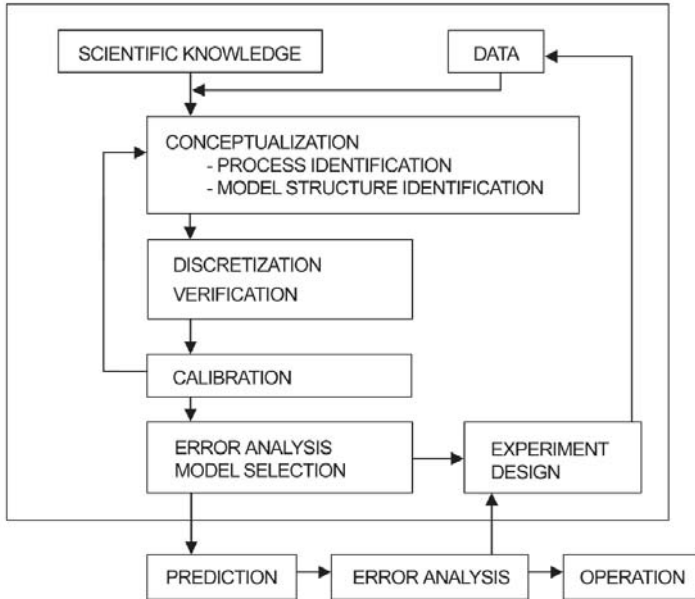 SCIENTIFIC KNOWLEDGE
DATA
CONCEPTUALIZATION
- PROCESS IDENTIFICATION
- MODEL STRUCTURE IDENTIFICATION
DISCRETIZATION
VERIFICATION
CALIBRATION
ERROR ANALYSIS
MODEL SELECTION
EXPERIMENT
DESIGN
PREDICTION
ERROR ANALYSIS
OPERATION